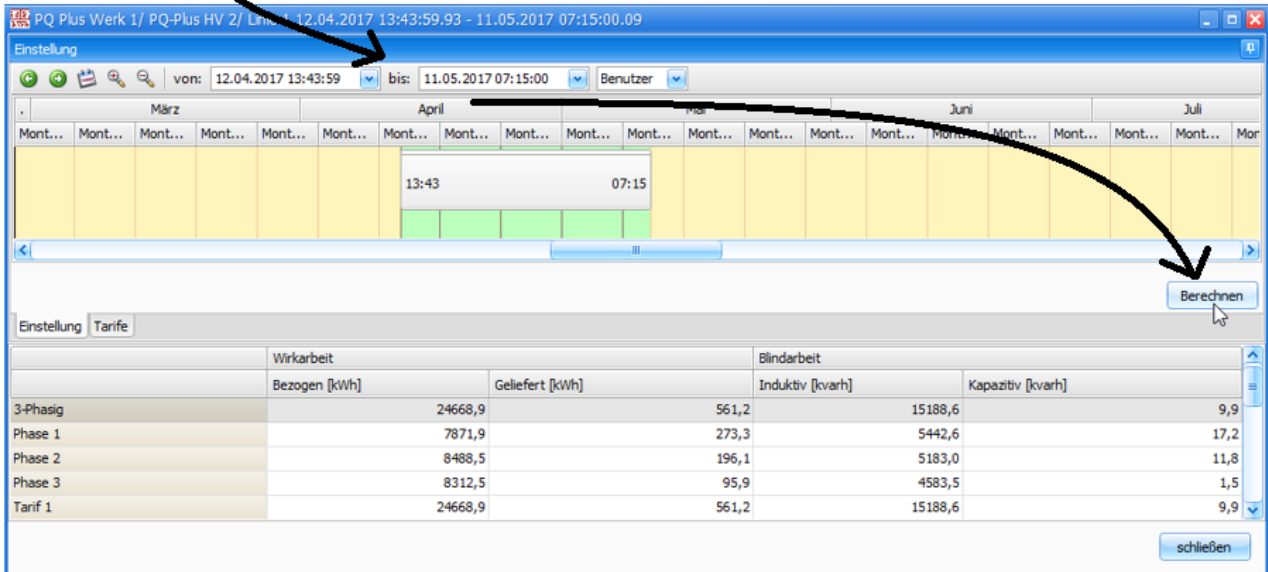 PQ Plus Werk 1/ PQ-Plus HV 2/ 12.04.2017 13:43:59.93 - 11.05.2017 07:15:00.09
Einstellung
von: 12.04.2017 13:43:59 bis: 11.05.2017 07:15:00 Benutzer
. März April Mai Juni Juli
Mont... Mont... Mont... Mont... Mont... Mont... Mont... Mont... Mont... Mont... Mont... Mont... Mont... Mont... Mont... Mont... Mont... Mont... Mont... Mont... Mon
13:43 07:15
Berechnen
Einstellung Tarife
Wirkarbeit Blindarbeit
Bezogen [kWh] Geliefert [kWh] Induktiv [kvarh] Kapazitiv [kvarh]
3-Phasig 24668,9 561,2 15188,6 9,9
Phase 1 7871,9 273,3 5442,6 17,2
Phase 2 8488,5 196,1 5183,0 11,8
Phase 3 8312,5 95,9 4583,5 1,5
Tarif 1 24668,9 561,2 15188,6 9,9
schließen